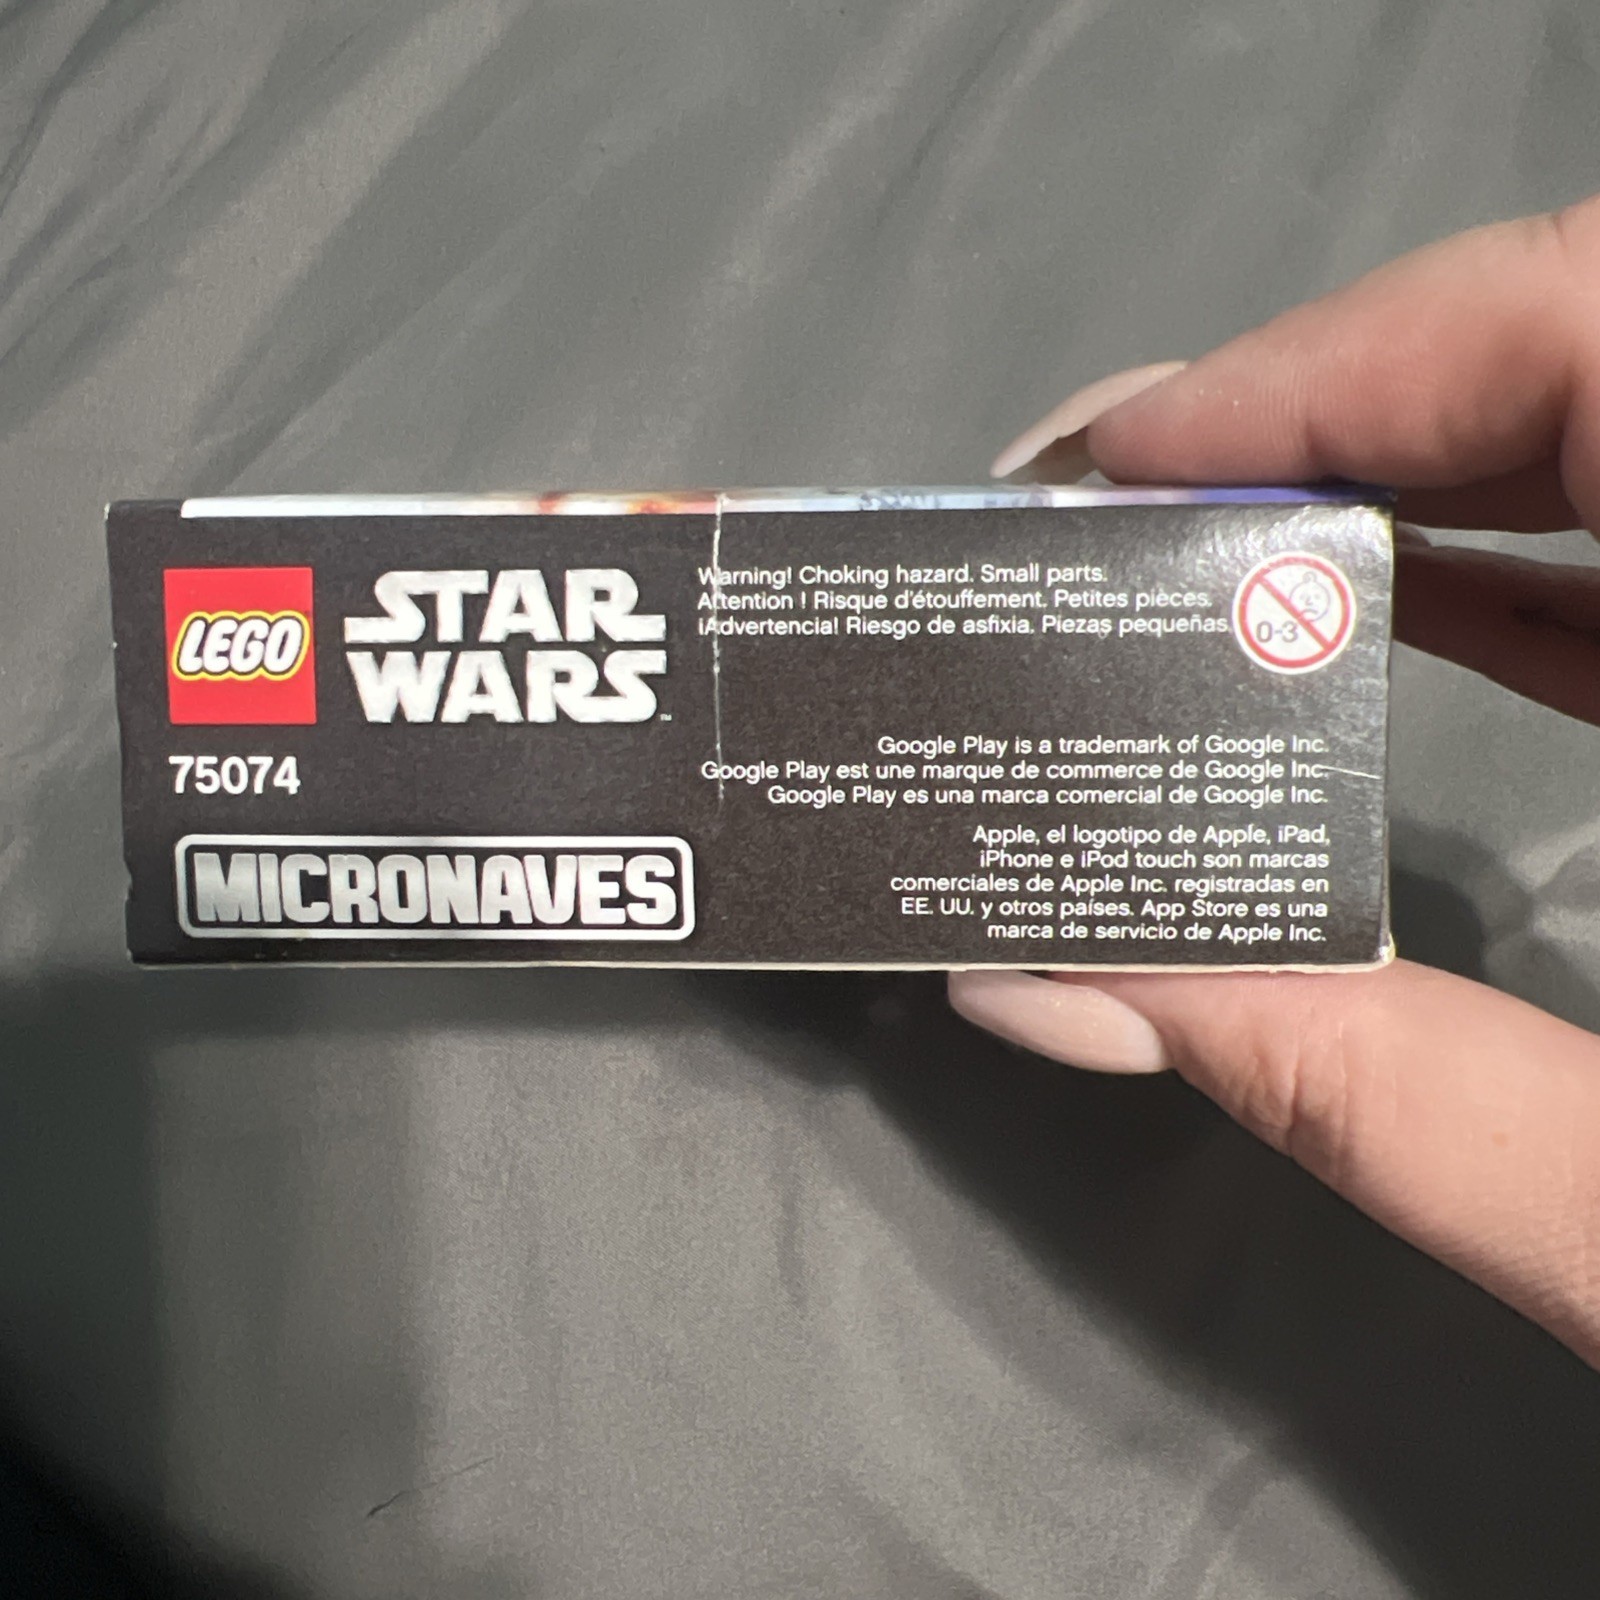 LEGO
STAR
WARS™
75074
MICRONAVES
Warning! Choking hazard. Small parts.
Attention ! Risque d'étouffement. Petites pièces.
¡Advertencia! Riesgo de asfixia. Piezas pequeñas.
0-3
Google Play is a trademark of Google Inc.
Google Play est une marque de commerce de Google Inc.
Google Play es una marca comercial de Google Inc.
Apple, el logotipo de Apple, iPad,
iPhone e iPod touch son marcas
comerciales de Apple Inc. registradas en
EE. UU. y otros países. App Store es una
marca de servicio de Apple Inc.